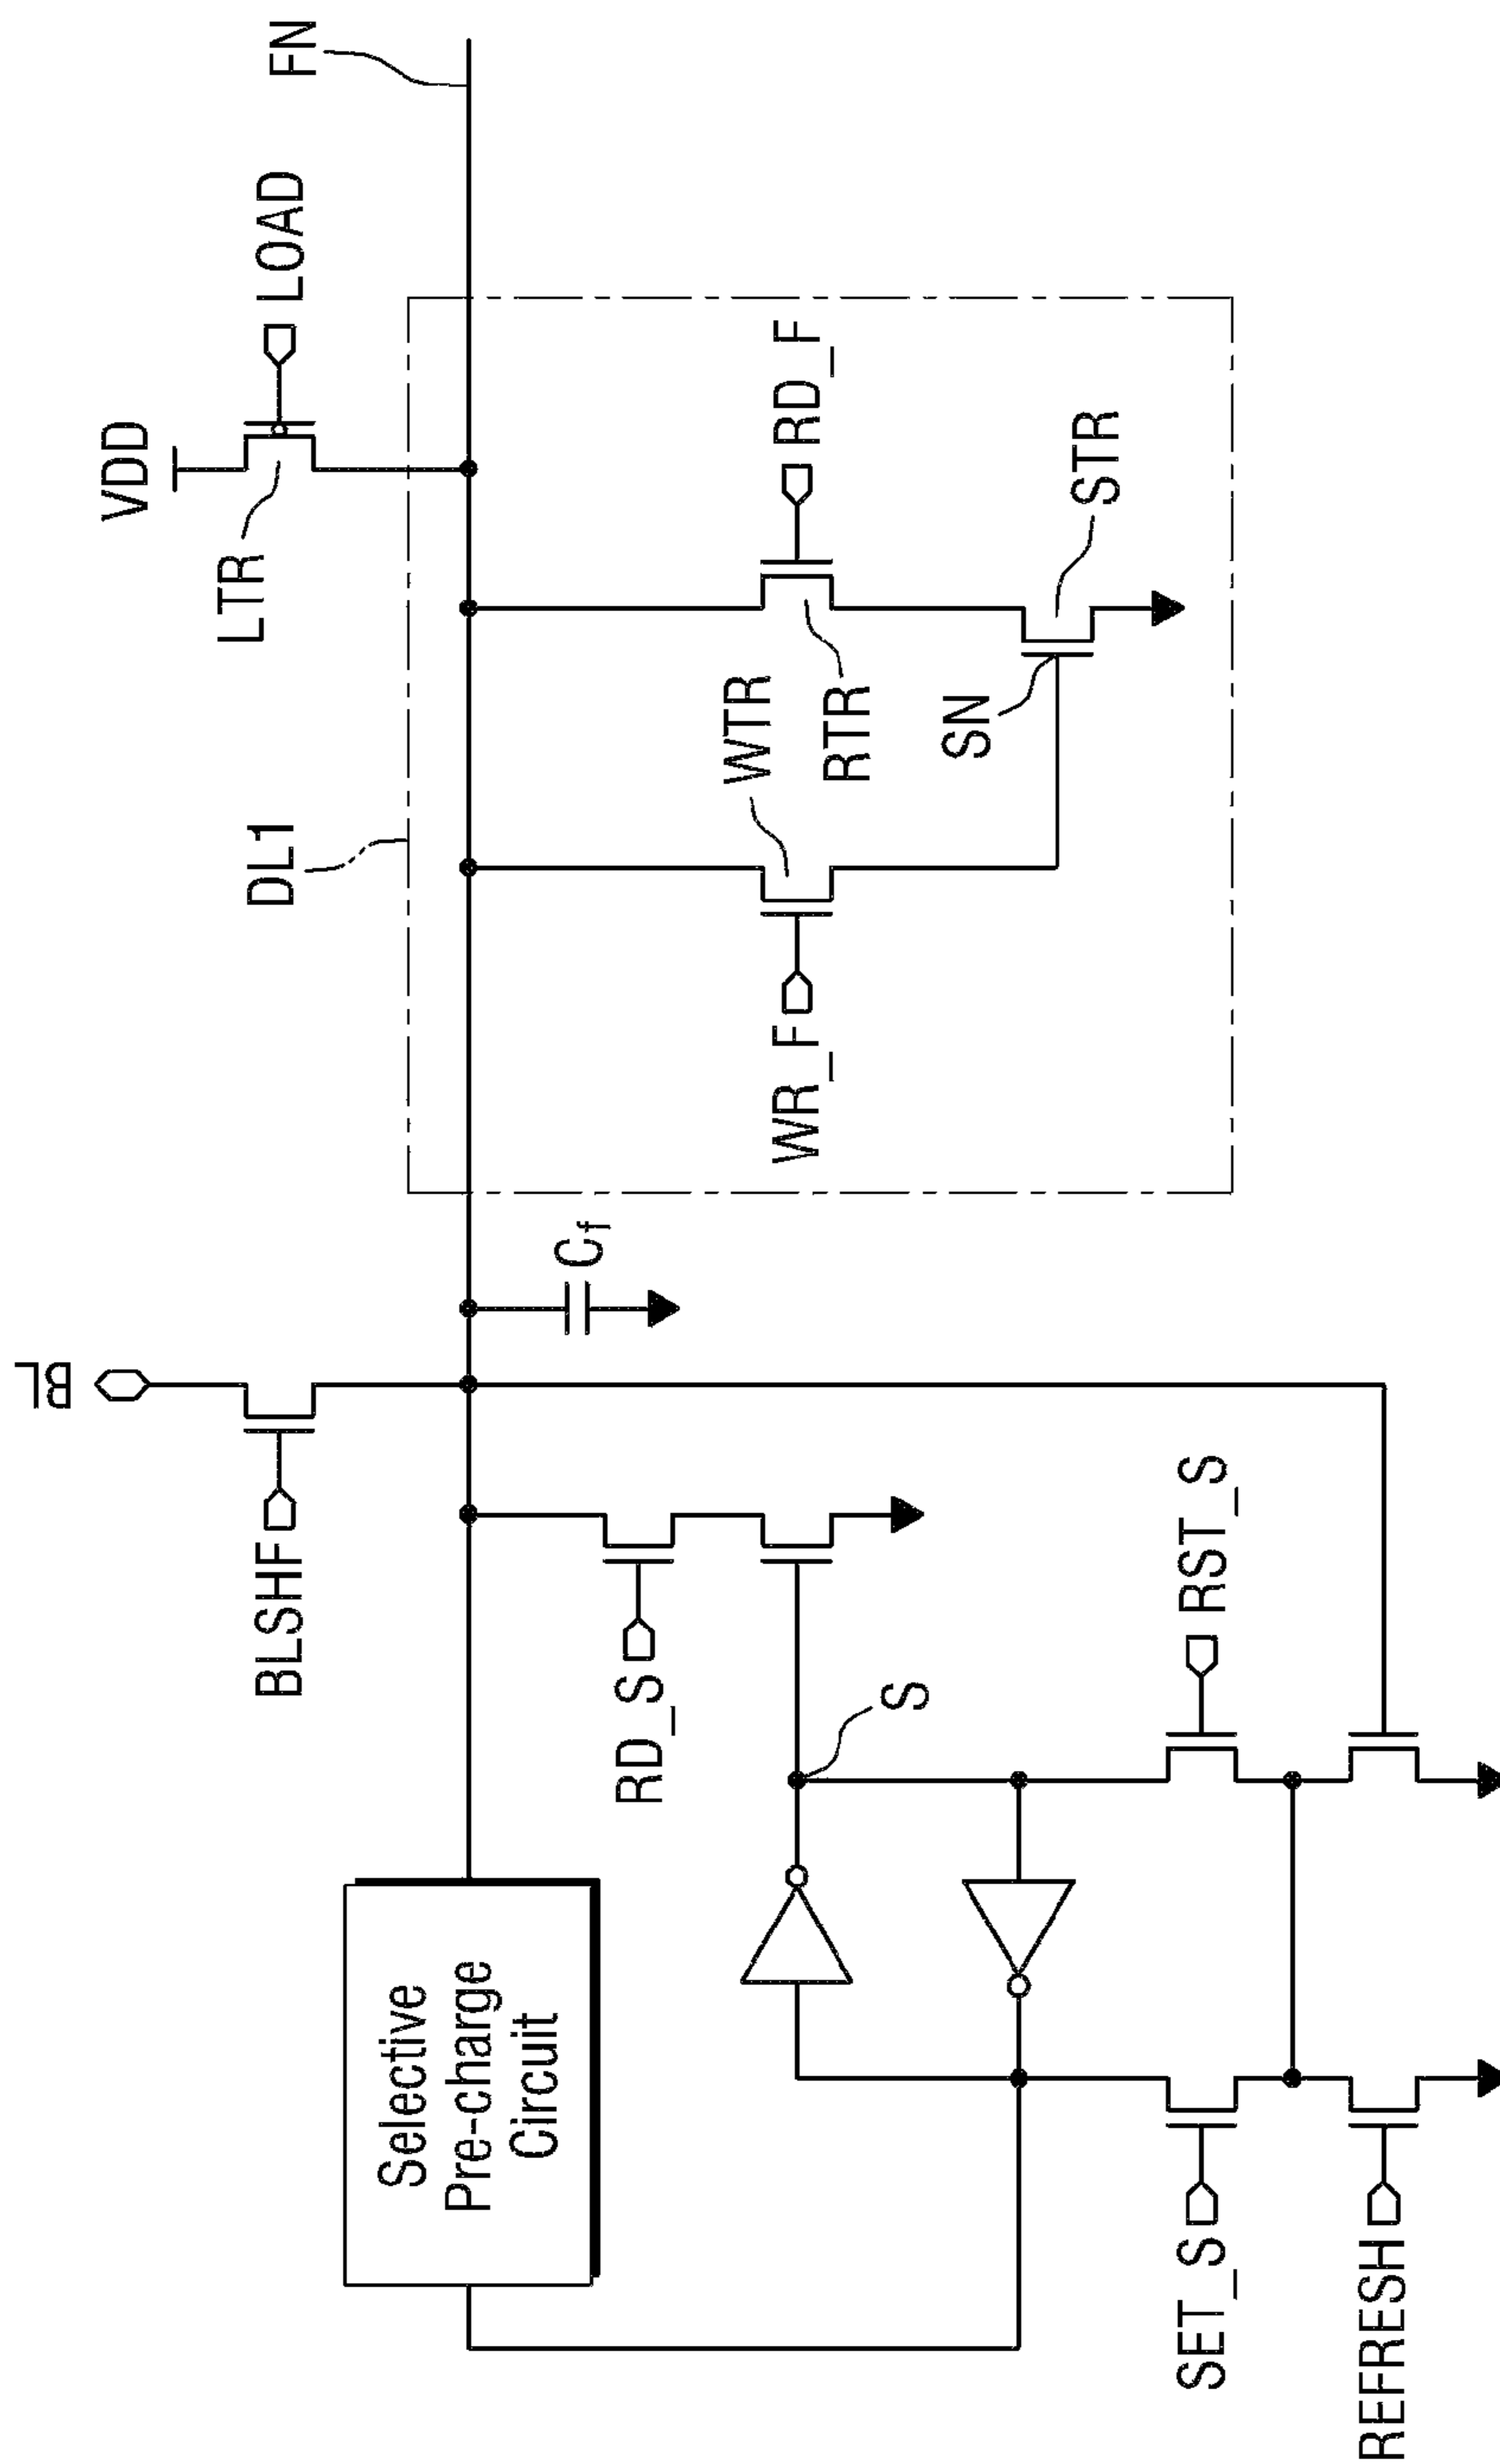 FN
LOAD
VDD
LTR
DL1
RD_F
STR
WTR
RTR
SN
WR_F
Cf
BL
BLSHF
RD_S
RST_S
S
Selective
Pre-charge
Circuit
SET_S
REFRESH